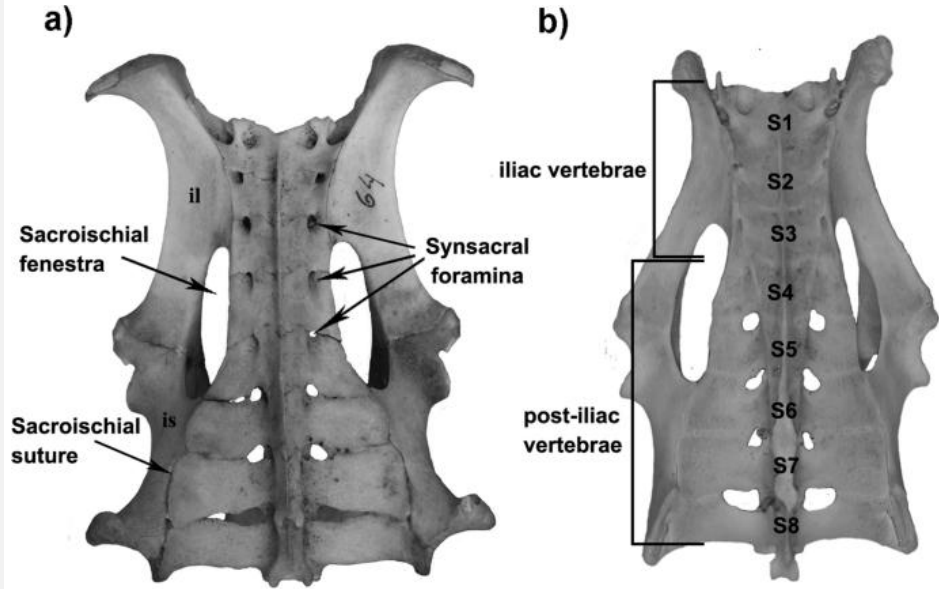 a)
il
64
Sacroischial
fenestra
Synsacral
foramina
is
Sacroischial
suture
b)
iliac vertebrae
post-iliac
vertebrae
S1
S2
S3
S4
S5
S6
S7
S8